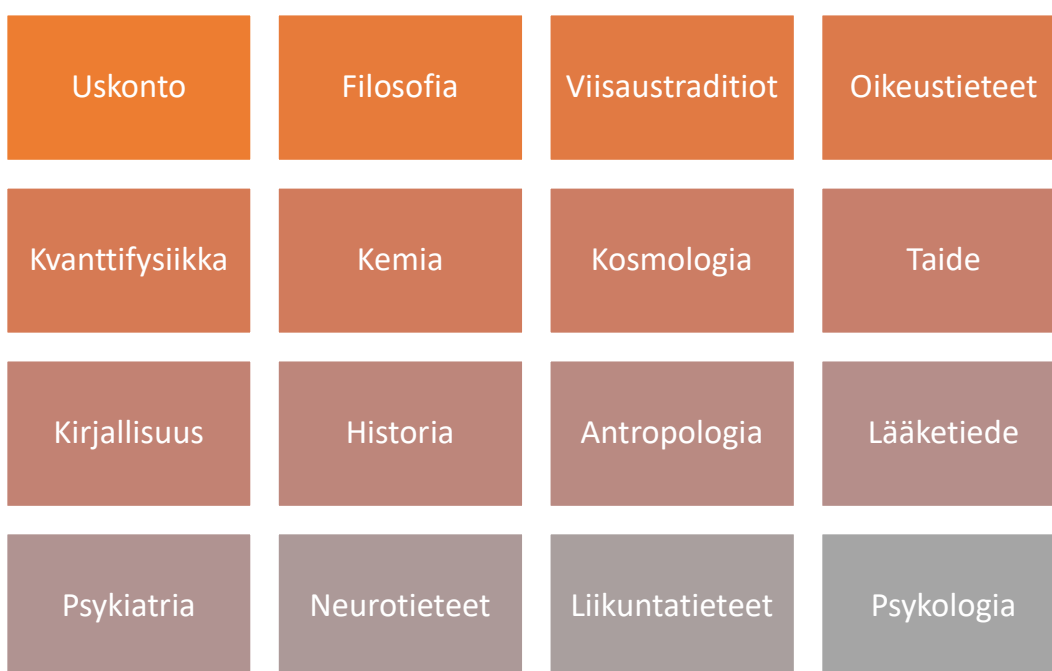 Uskonto
Filosofia
Viisaustraditiot
Oikeustieteet
Kvanttifysiikka
Kemia
Kosmologia
Taide
Kirjallisuus
Historia
Antropologia
Lääketiede
Psykiatria
Neurotieteet
Liikuntatieteet
Psykologia